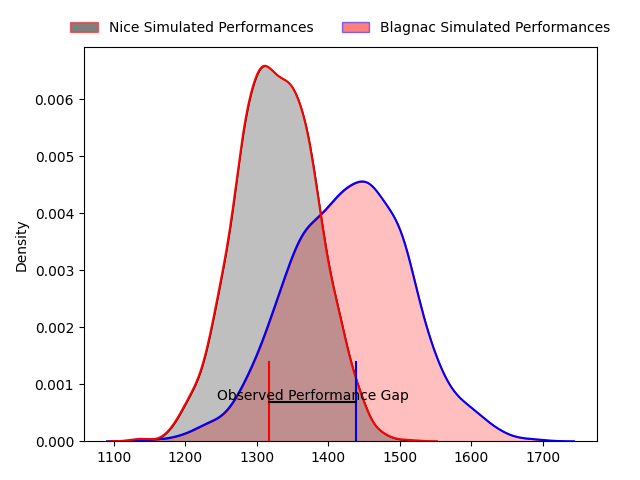 Nice Simulated Performances Blagnac Simulated Performances
Density
0.006
0.005
0.004
0.003
0.002
0.001
0.000
Observed Performance Gap
1100 1200 1300 1400 1500 1600 1700